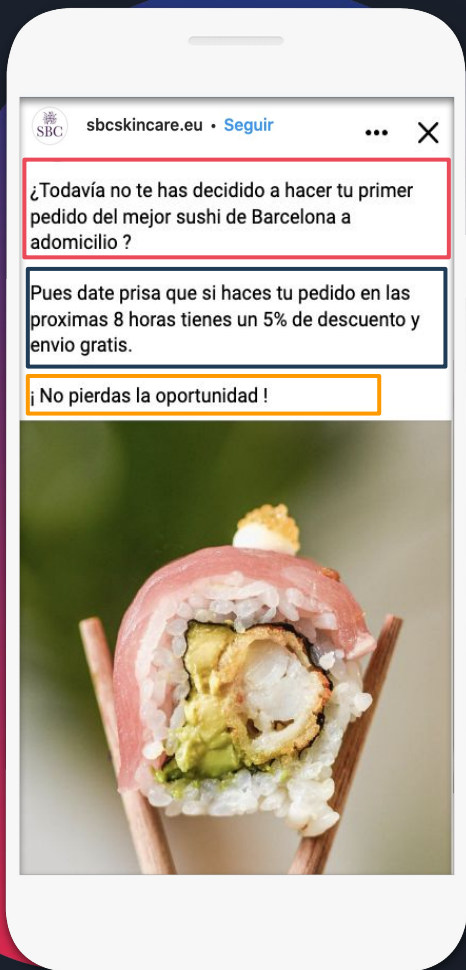 SBC
sbcskincare.eu • Seguir
¿Todavía no te has decidido a hacer tu primer
pedido del mejor sushi de Barcelona a
adomicilio ?
Pues date prisa que si haces tu pedido en las
proximas 8 horas tienes un 5% de descuento y
envio gratis.
¡ No pierdas la oportunidad !